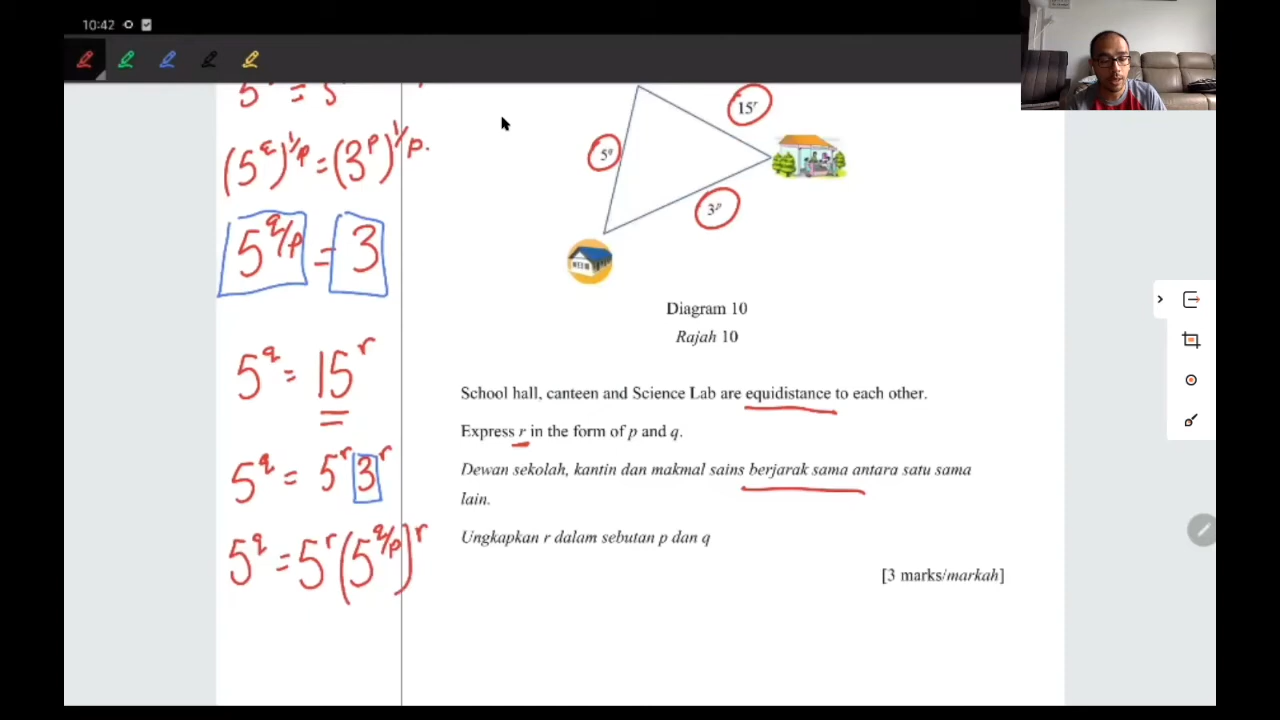 10:42
(5^q)^1/p = (3^p)^1/p.
5^q/p = 3
5^q = 15^r
5^q = 5^r 3^r
5^q = 5^r (5^q/p)^r
15^r
5^q
3^p
Diagram 10
Rajah 10
School hall, canteen and Science Lab are equidistance to each other.
Express r in the form of p and q.
Dewan sekolah, kantin dan makmal sains berjarak sama antara satu sama
lain.
Ungkapkan r dalam sebutan p dan q
[3 marks/markah]